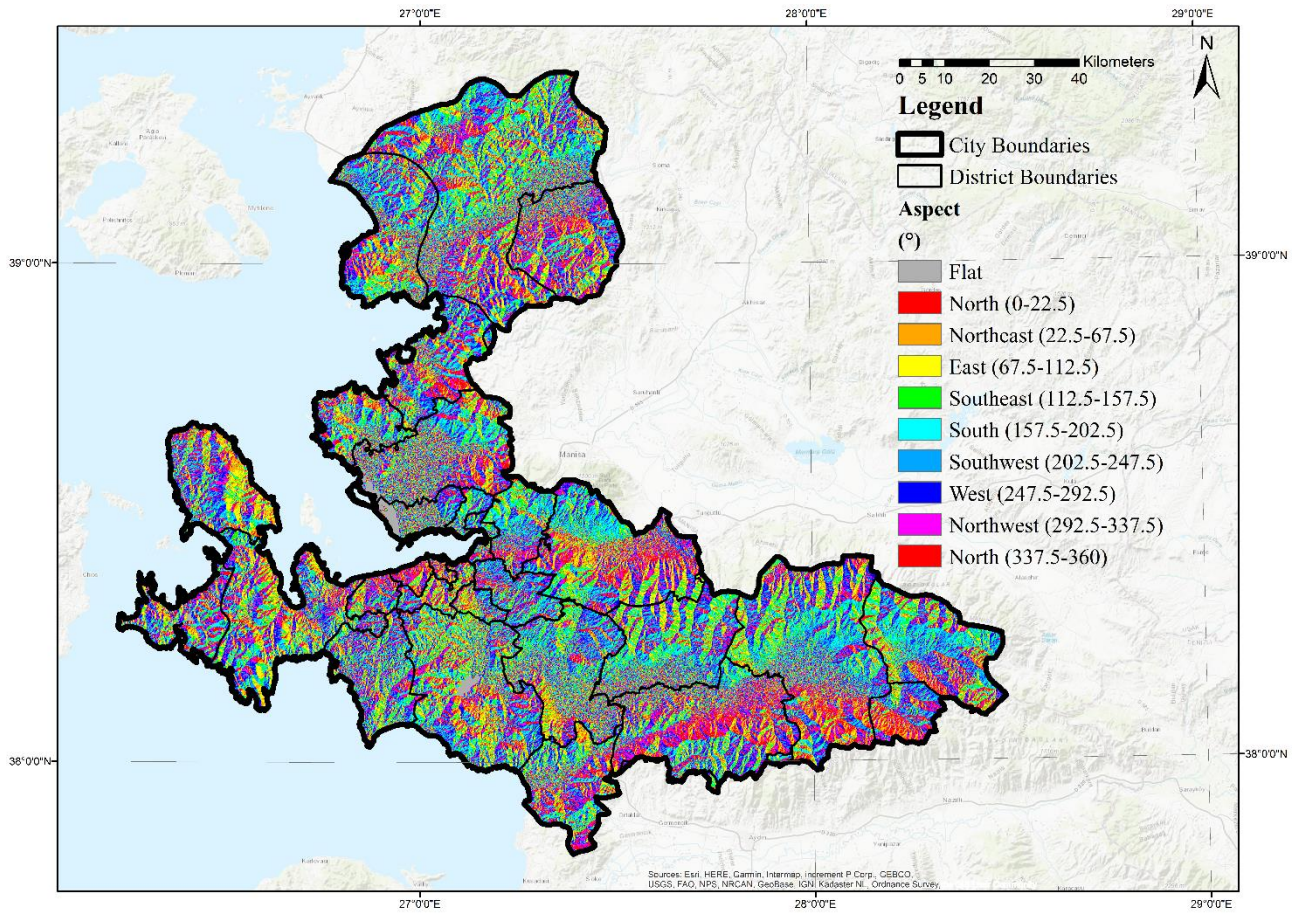 27°0'0"E 28°0'0"E 29°0'0"E
N
Kilometers
0 5 10 20 30 40
Legend
City Boundaries
District Boundaries
Aspect
(°)
Flat
North (0-22.5)
Northeast (22.5-67.5)
East (67.5-112.5)
Southeast (112.5-157.5)
South (157.5-202.5)
Southwest (202.5-247.5)
West (247.5-292.5)
Northwest (292.5-337.5)
North (337.5-360)
39°0'0"N 39°0'0"N
Manisa
38°0'0"N 38°0'0"N
Sources: Esri, HERE, Garmin, Intermap, increment P Corp., GEBCO,
USGS, FAO, NPS, NRCAN, GeoBase, IGN, Kadaster NL, Ordnance Survey,
27°0'0"E 28°0'0"E 29°0'0"E